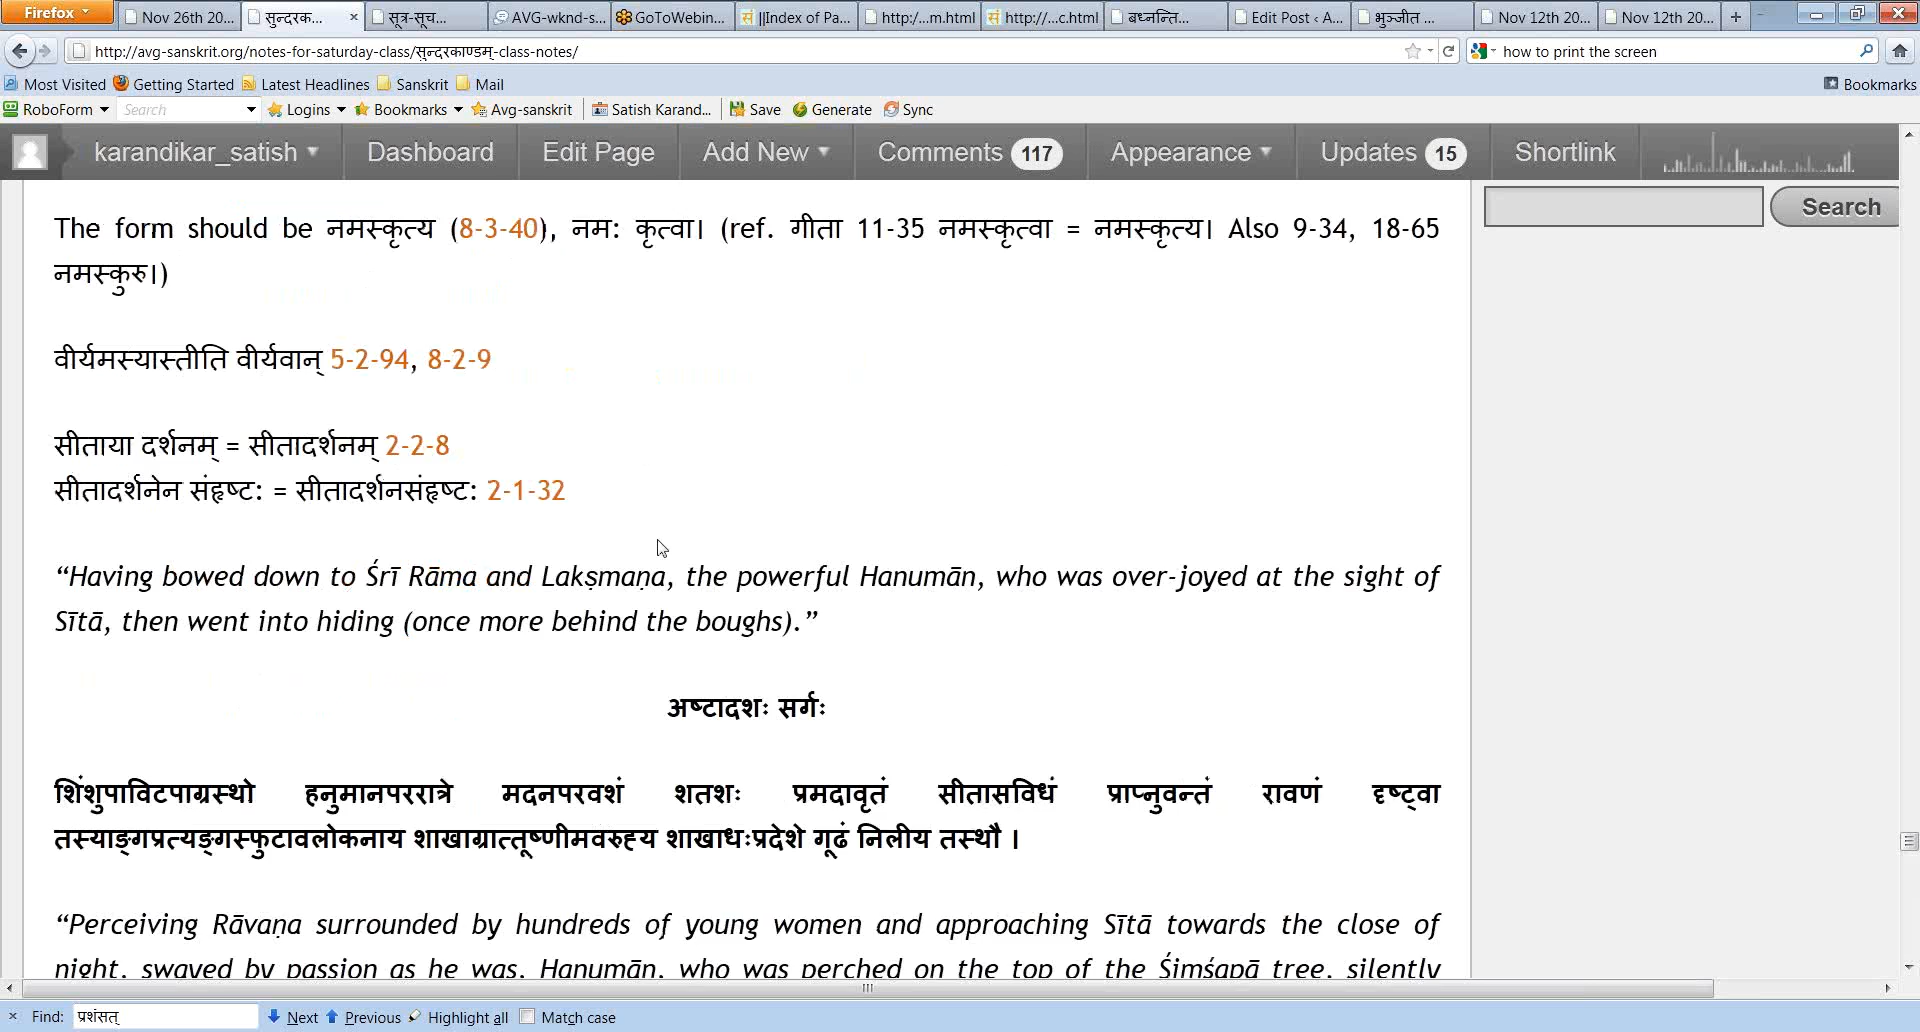 Firefox
Nov 26th 20...
सुन्दरक...
सूत्र-सूच...
AVG-wknd-s...
GoToWebin...
||Index of Pa...
http:/...m.html
http://...c.html
बध्नन्ति...
Edit Post ‹ A...
भुञ्जीत ...
Nov 12th 20...
Nov 12th 20...
http://avg-sanskrit.org/notes-for-saturday-class/सुन्दरकाण्डम्-class-notes/
how to print the screen
Most Visited Getting Started Latest Headlines Sanskrit Mail Bookmarks
RoboForm Search Logins Bookmarks Avg-sanskrit Satish Karand... Save Generate Sync
karandikar_satish Dashboard Edit Page Add New Comments 117 Appearance Updates 15 Shortlink
Search
The form should be नमस्कृत्य (8-3-40), नम: कृत्वा। (ref. गीता 11-35 नमस्कृत्वा = नमस्कृत्य। Also 9-34, 18-65
नमस्कुरु।)
वीर्यमस्यास्तीति वीर्यवान् 5-2-94, 8-2-9
सीताया दर्शनम् = सीतादर्शनम् 2-2-8
सीतादर्शनेन संहृष्ट: = सीतादर्शनसंहृष्ट: 2-1-32
“Having bowed down to Śrī Rāma and Lakṣmaṇa, the powerful Hanumān, who was over-joyed at the sight of
Sītā, then went into hiding (once more behind the boughs).”
अष्टादशः सर्गः
शिंशुपाविटपाग्रस्थो हनुमानपररात्रे मदनपरवशं शतशः प्रमदावृतं सीतासविधं प्राप्नुवन्तं रावणं दृष्ट्वा
तस्याङ्गप्रत्यङ्गस्फुटावलोकनाय शाखाग्रात्तूष्णीमवरुह्य शाखाधःप्रदेशे गूढं निलीय तस्थौ ।
“Perceiving Rāvaṇa surrounded by hundreds of young women and approaching Sītā towards the close of
night, swayed by passion as he was, Hanumān, who was perched on the top of the Śiṃśapā tree, silently
Find: प्रशंसत् Next Previous Highlight all Match case